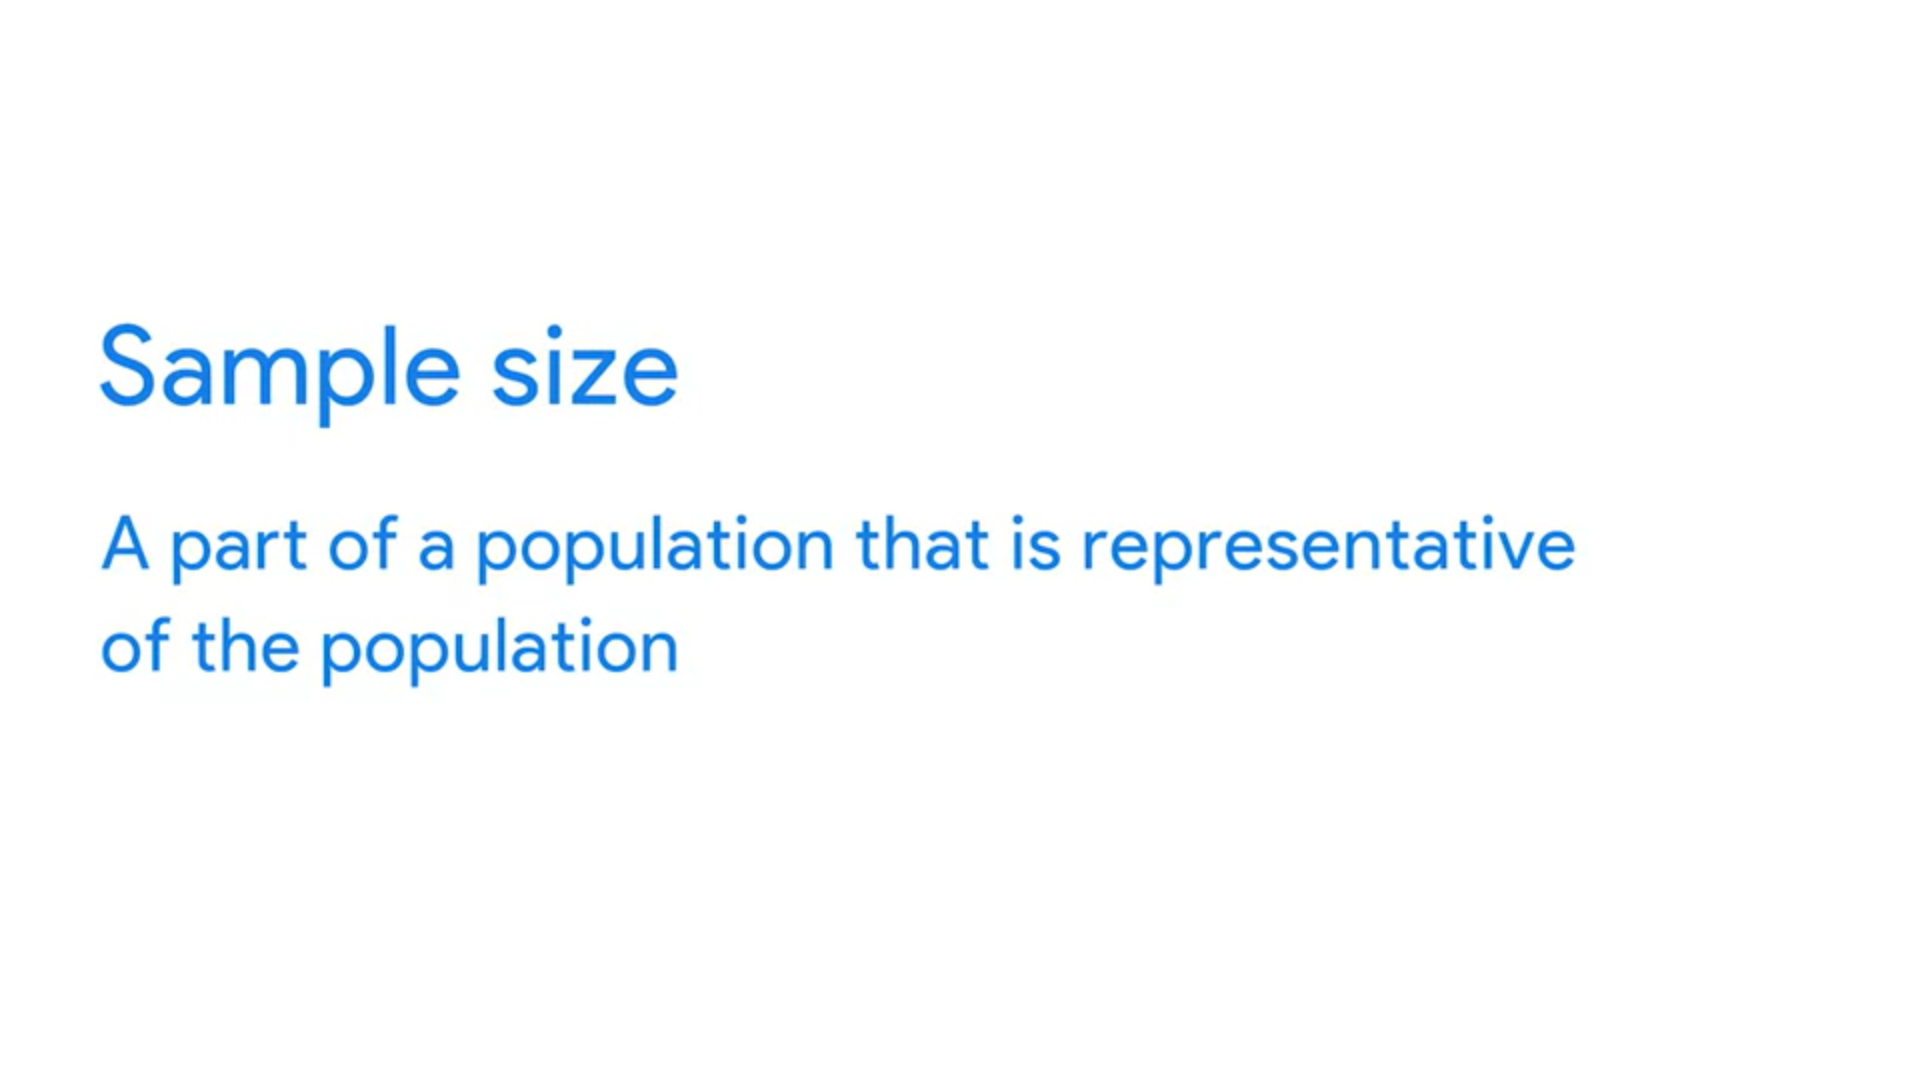 Sample size
A part of a population that is representative
of the population